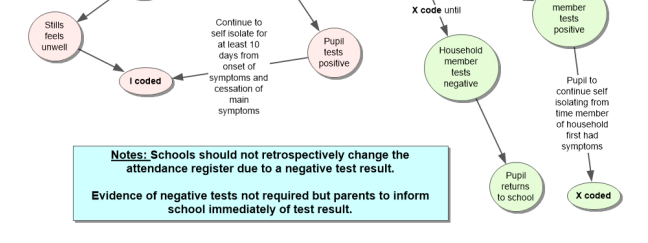 Stills
feels
unwell
Continue to
self isolate for
at least 10
days from
onset of
symptoms and
cessation of
main
symptoms
Pupil
tests
positive
I coded
X code until
Household
member
tests
negative
member
tests
positive
Pupil to
continue self
isolating from
time member
of household
first had
symptoms
Pupil
returns
to school
X coded
Notes: Schools should not retrospectively change the
attendance register due to a negative test result.
Evidence of negative tests not required but parents to inform
school immediately of test result.